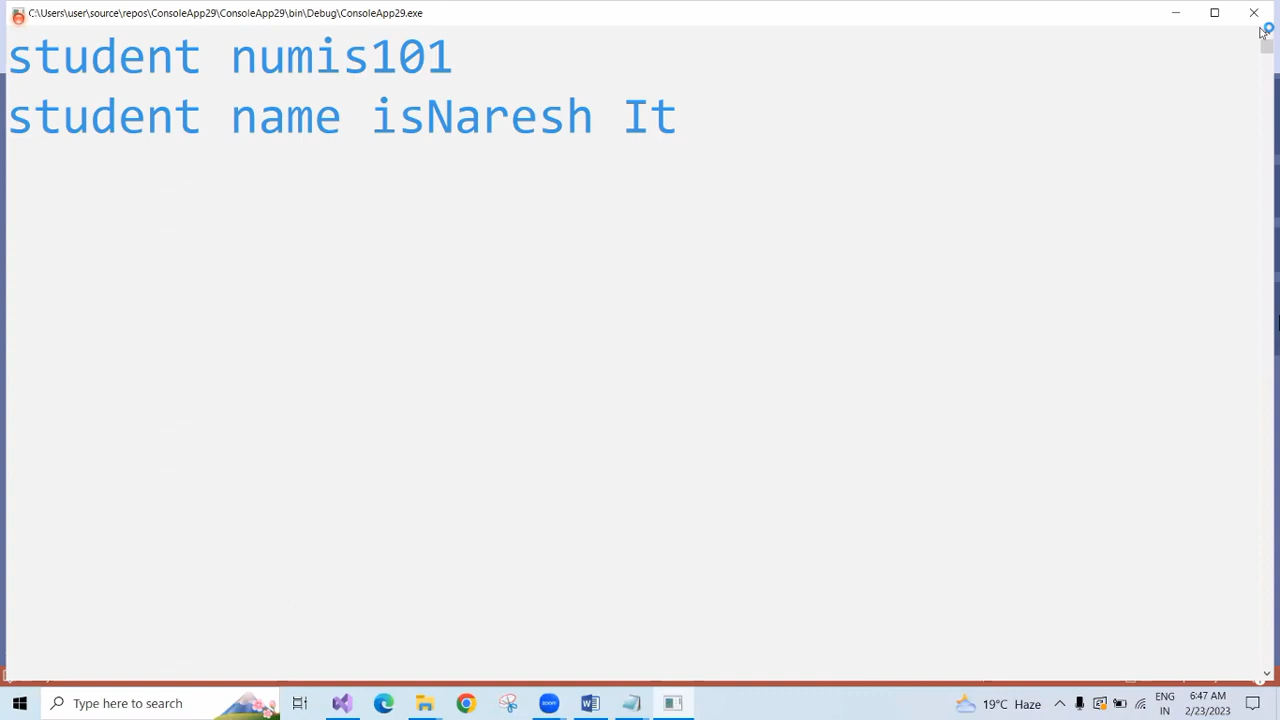 C:\Users\user\source\repos\ConsoleApp29\ConsoleApp29\bin\Debug\ConsoleApp29.exe
student numis101
student name isNaresh It
Type here to search
zoom
19°C Haze
ENG
IN
6:47 AM
2/23/2023